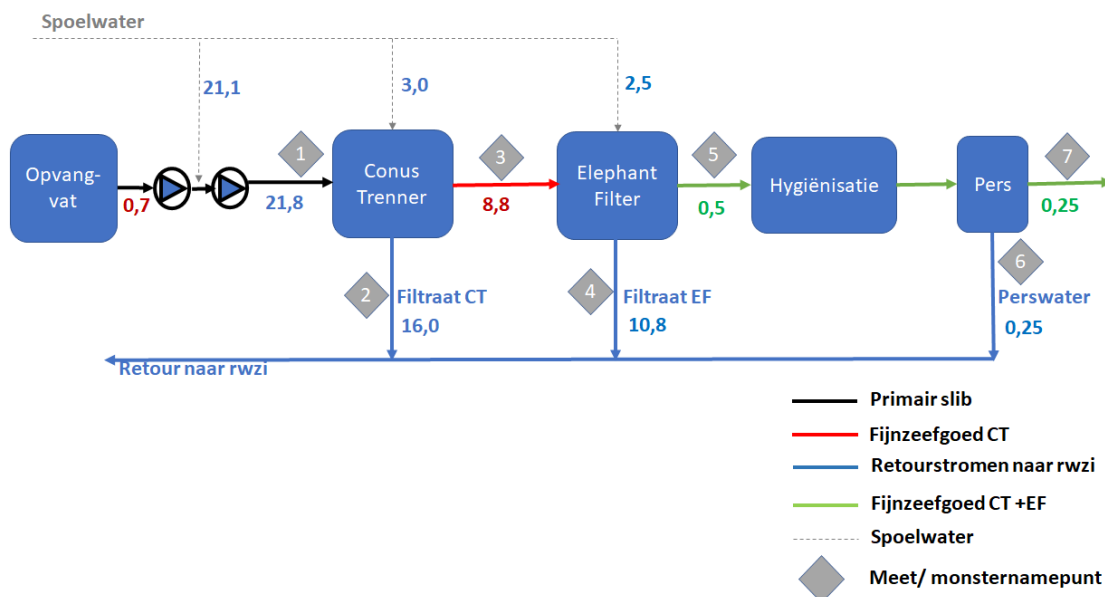 Spoelwater
21,1
3,0
2,5
1
3
5
7
Opvang-
vat
Conus
Trenner
Elephant
Filter
Hygiënisatie
Pers
0,7
21,8
8,8
0,5
0,25
2
Filtraat CT
16,0
4
Filtraat EF
10,8
6
Perswater
0,25
Retour naar rwzi
Primair slib
Fijnzeefgoed CT
Retourstromen naar rwzi
Fijnzeefgoed CT +EF
Spoelwater
Meet/ monsternamepunt